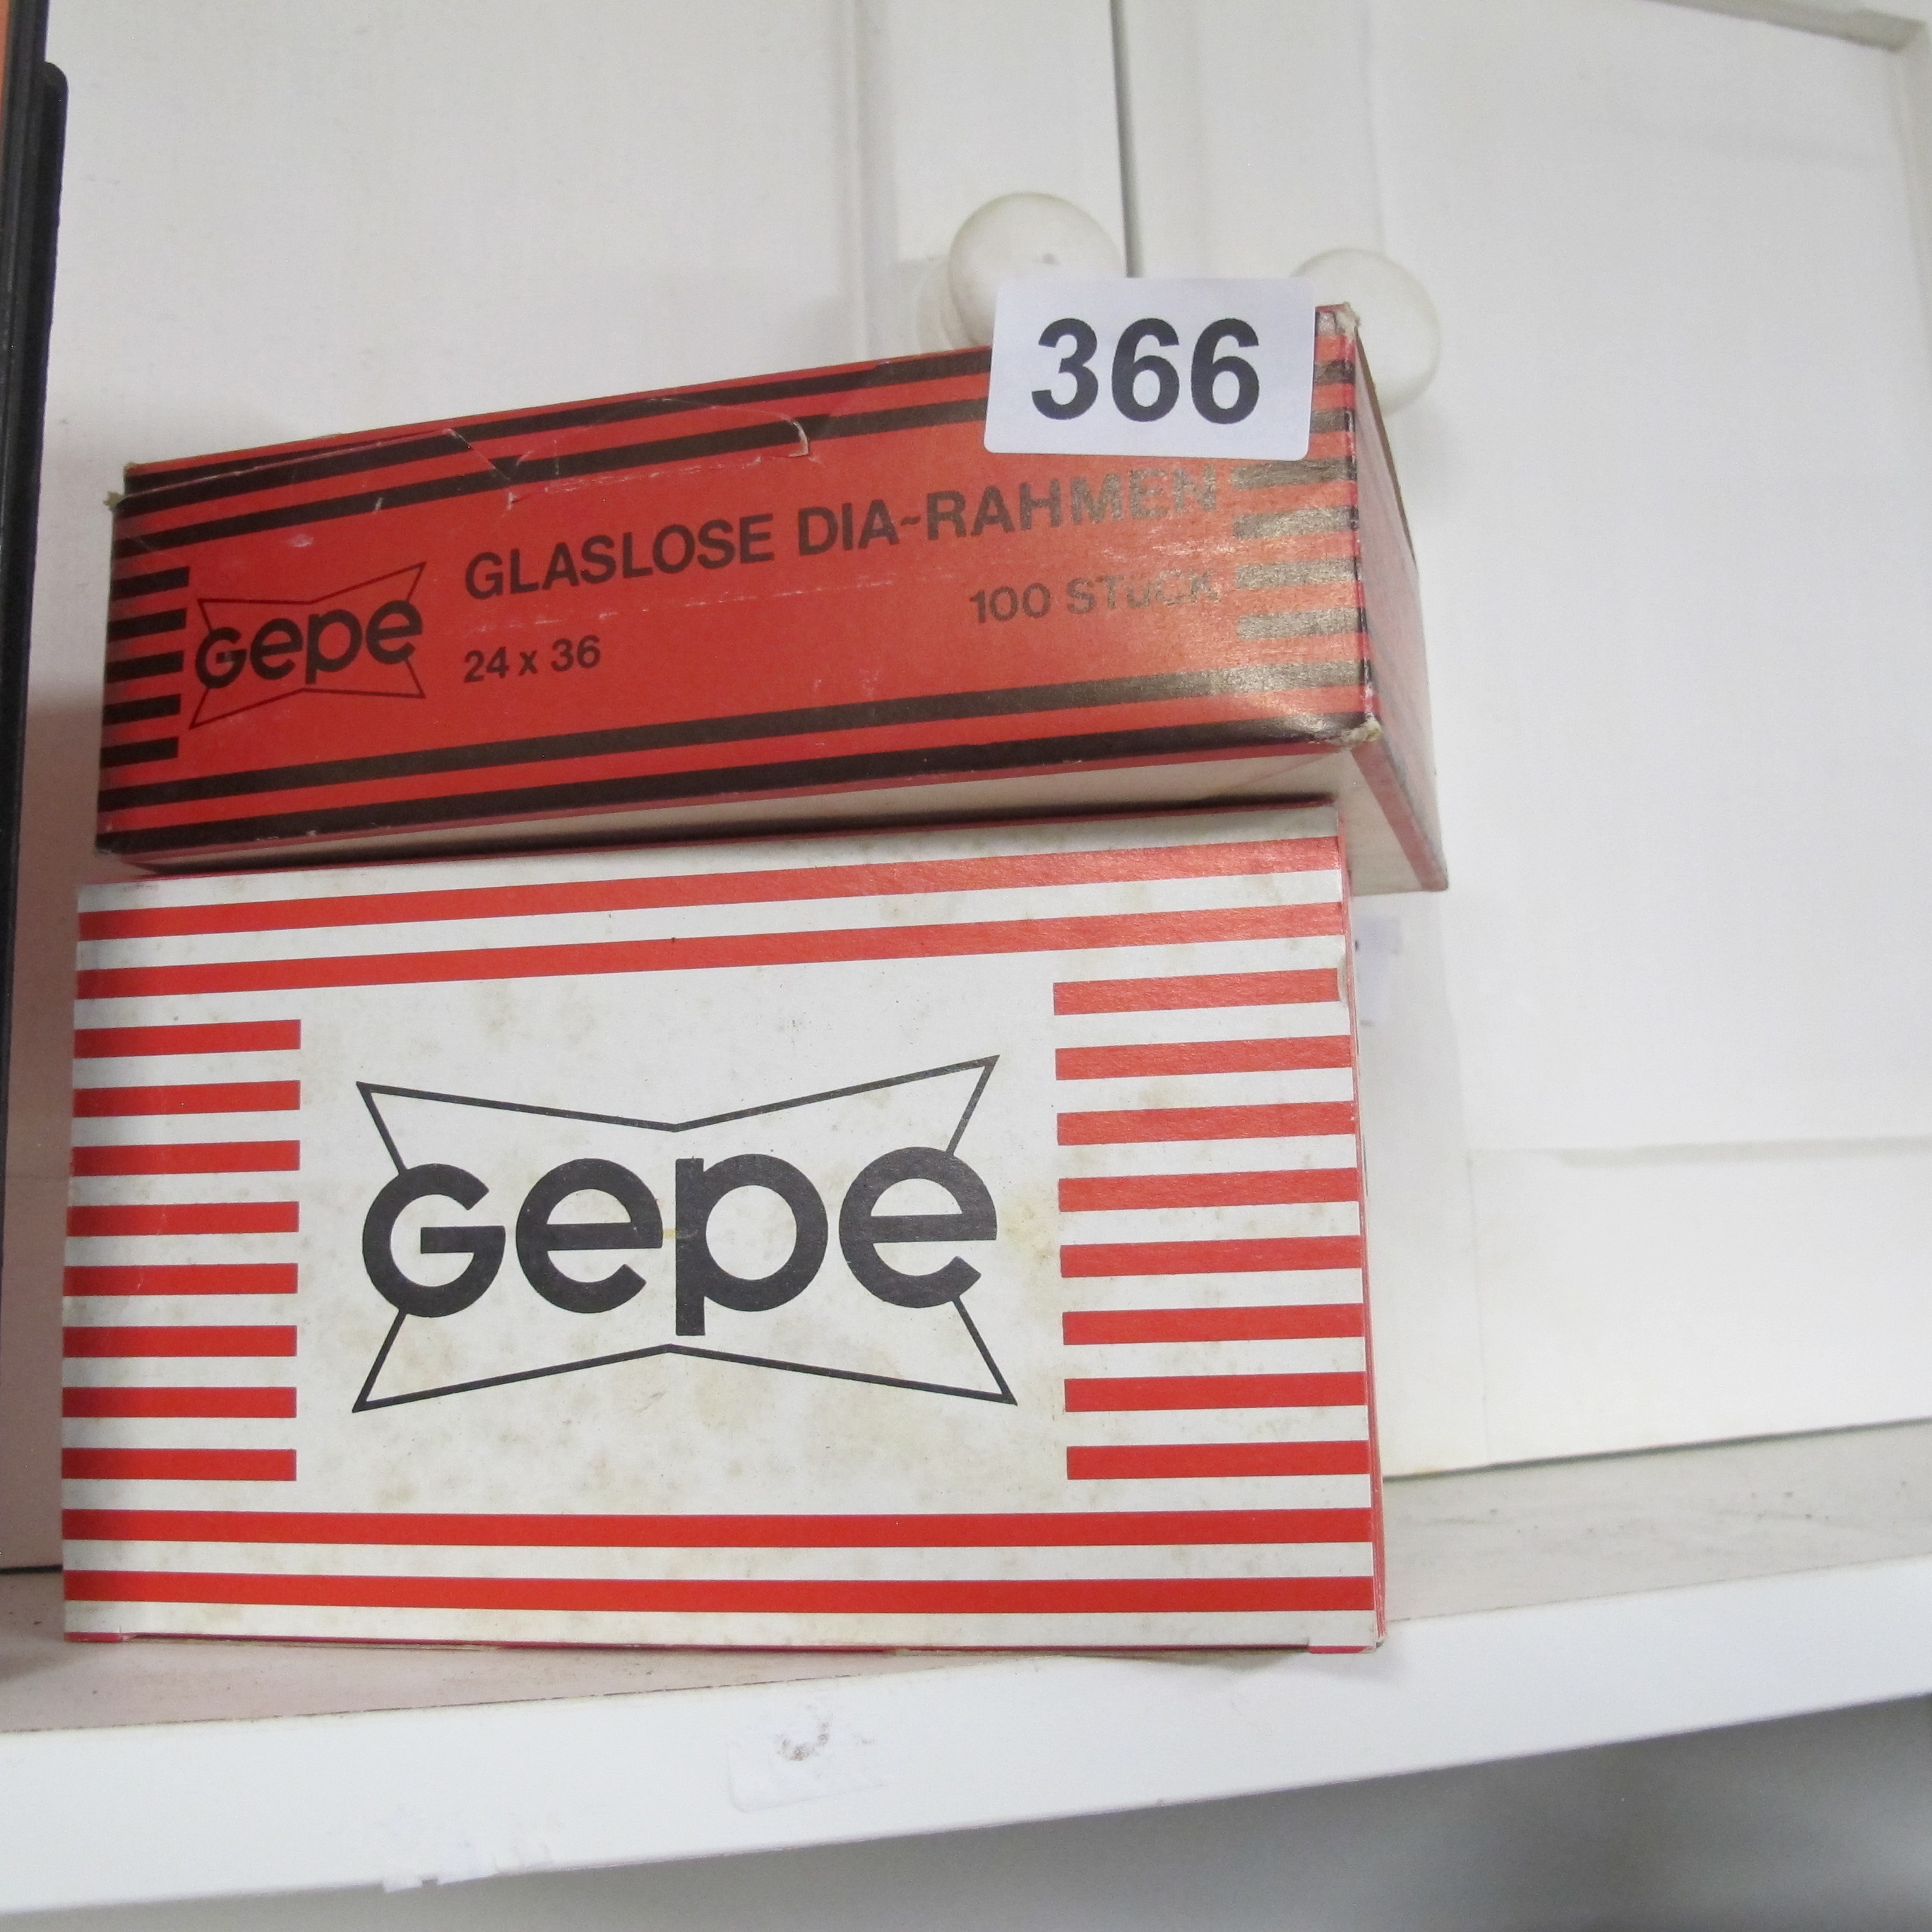 366
GLASLOSE DIA-RAHMEN
Gepe
24 x 36
100 STÜCK
Gepe